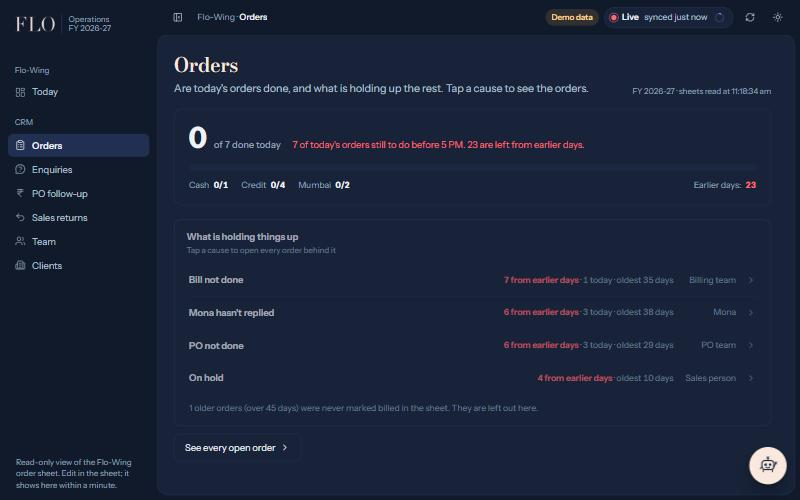 FLO
Operations
FY 2026-27
Flo-Wing
Today
CRM
Orders
Enquiries
PO follow-up
Sales returns
Team
Clients
Read-only view of the Flo-Wing
order sheet. Edit in the sheet; it
shows here within a minute.
Flo-Wing · Orders
Demo data
Live synced just now
Orders
Are today's orders done, and what is holding up the rest. Tap a cause to see the orders.
FY 2026-27 · sheets read at 11:18:34 am
0 of 7 done today 7 of today's orders still to do before 5 PM. 23 are left from earlier days.
Cash 0/1 Credit 0/4 Mumbai 0/2 Earlier days: 23
What is holding things up
Tap a cause to open every order behind it
Bill not done 7 from earlier days · 1 today · oldest 35 days Billing team
Mona hasn't replied 6 from earlier days · 3 today · oldest 38 days Mona
PO not done 6 from earlier days · 3 today · oldest 29 days PO team
On hold 4 from earlier days · oldest 10 days Sales person
1 older orders (over 45 days) were never marked billed in the sheet. They are left out here.
See every open order